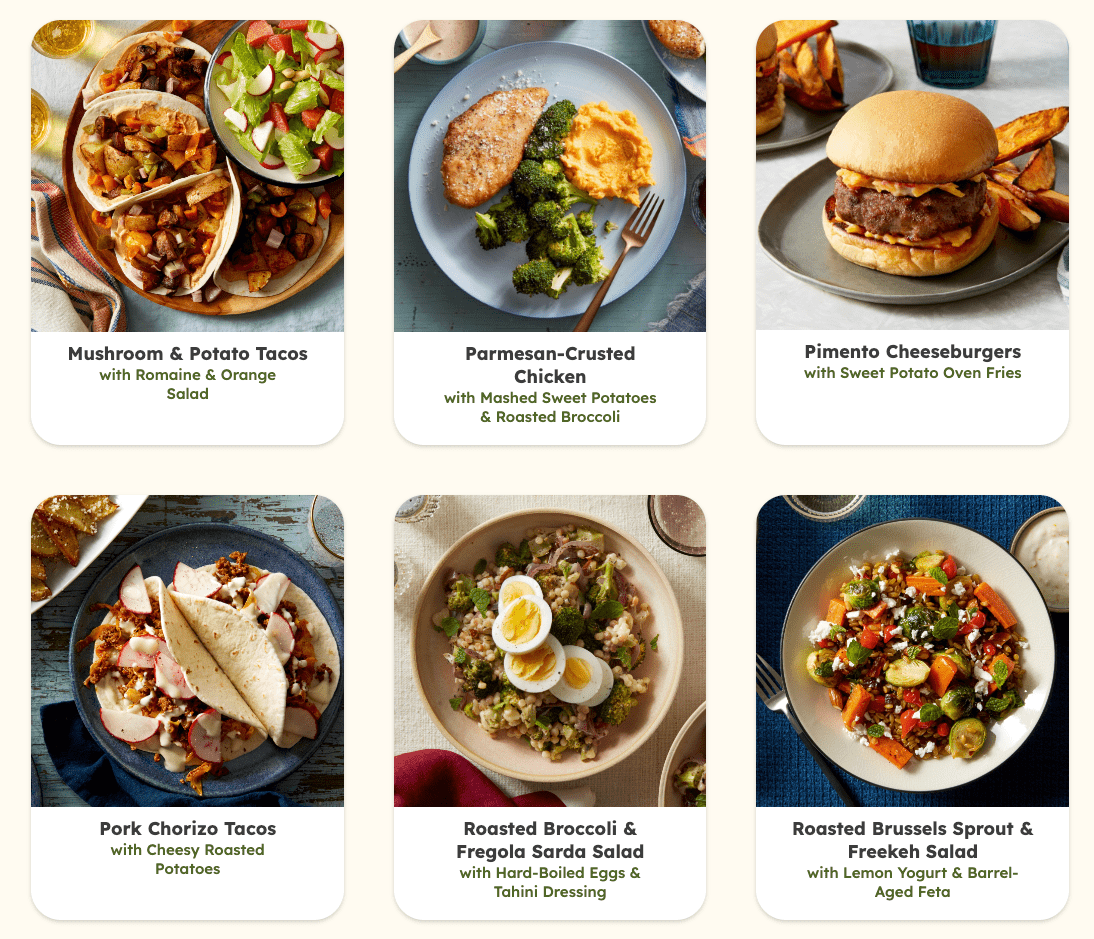 Mushroom & Potato Tacos
with Romaine & Orange
Salad
Parmesan-Crusted
Chicken
with Mashed Sweet Potatoes
& Roasted Broccoli
Pimento Cheeseburgers
with Sweet Potato Oven Fries
Pork Chorizo Tacos
with Cheesy Roasted
Potatoes
Roasted Broccoli &
Fregola Sarda Salad
with Hard-Boiled Eggs &
Tahini Dressing
Roasted Brussels Sprout &
Freekeh Salad
with Lemon Yogurt & Barrel-
Aged Feta